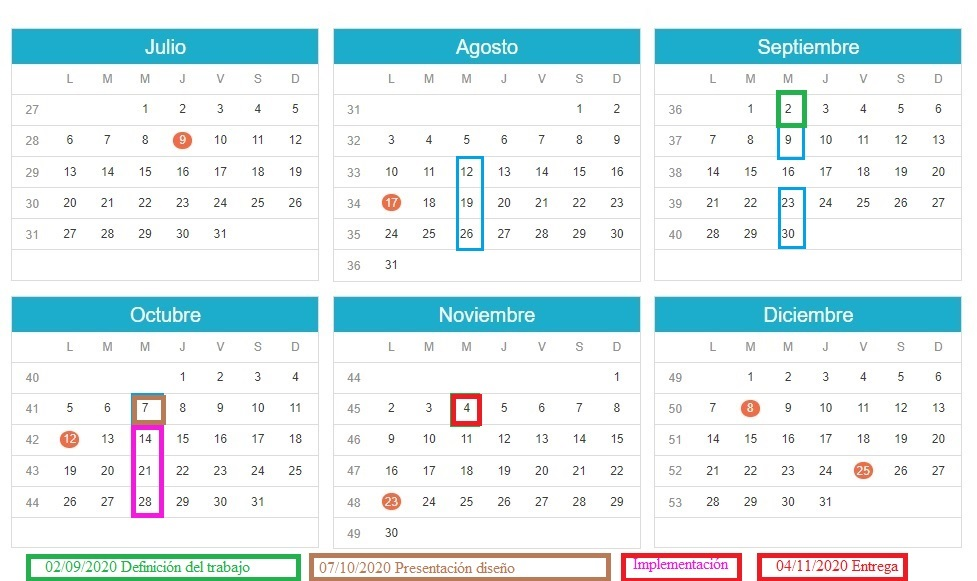 Julio Agosto Septiembre
L M M J V S D L M M J V S D L M M J V S D
27 1 2 3 4 5 31 1 2 36 1 2 3 4 5 6
28 6 7 8 9 10 11 12 32 3 4 5 6 7 8 9 37 7 8 9 10 11 12 13
29 13 14 15 16 17 18 19 33 10 11 12 13 14 15 16 38 14 15 16 17 18 19 20
30 20 21 22 23 24 25 26 34 17 18 19 20 21 22 23 39 21 22 23 24 25 26 27
31 27 28 29 30 31 35 24 25 26 27 28 29 30 40 28 29 30
36 31
Octubre Noviembre Diciembre
L M M J V S D L M M J V S D L M M J V S D
40 1 2 3 4 44 1 49 1 2 3 4 5 6
41 5 6 7 8 9 10 11 45 2 3 4 5 6 7 8 50 7 8 9 10 11 12 13
42 12 13 14 15 16 17 18 46 9 10 11 12 13 14 15 51 14 15 16 17 18 19 20
43 19 20 21 22 23 24 25 47 16 17 18 19 20 21 22 52 21 22 23 24 25 26 27
44 26 27 28 29 30 31 48 23 24 25 26 27 28 29 53 28 29 30 31
49 30
02/09/2020 Definición del trabajo 07/10/2020 Presentación diseño Implementación 04/11/2020 Entrega